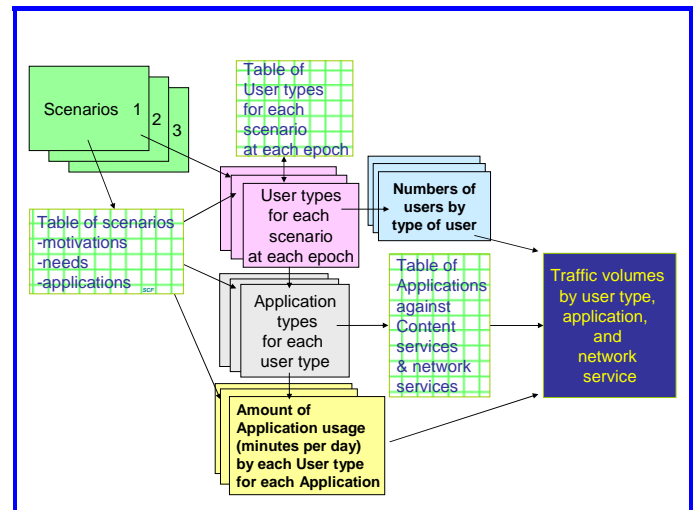 Scenarios 1
2
3
Table of
User types
for each
scenario
at each epoch
Table of scenarios
-motivations
-needs
-applications
SCF
User types
for each
scenario
at each epoch
Numbers of
users by
type of user
Application
types
for each
user type
Table of
Applications
against
Content
services
& network
services
Traffic volumes
by user type,
application,
and
network
service
Amount of
Application usage
(minutes per day)
by each User type
for each Application